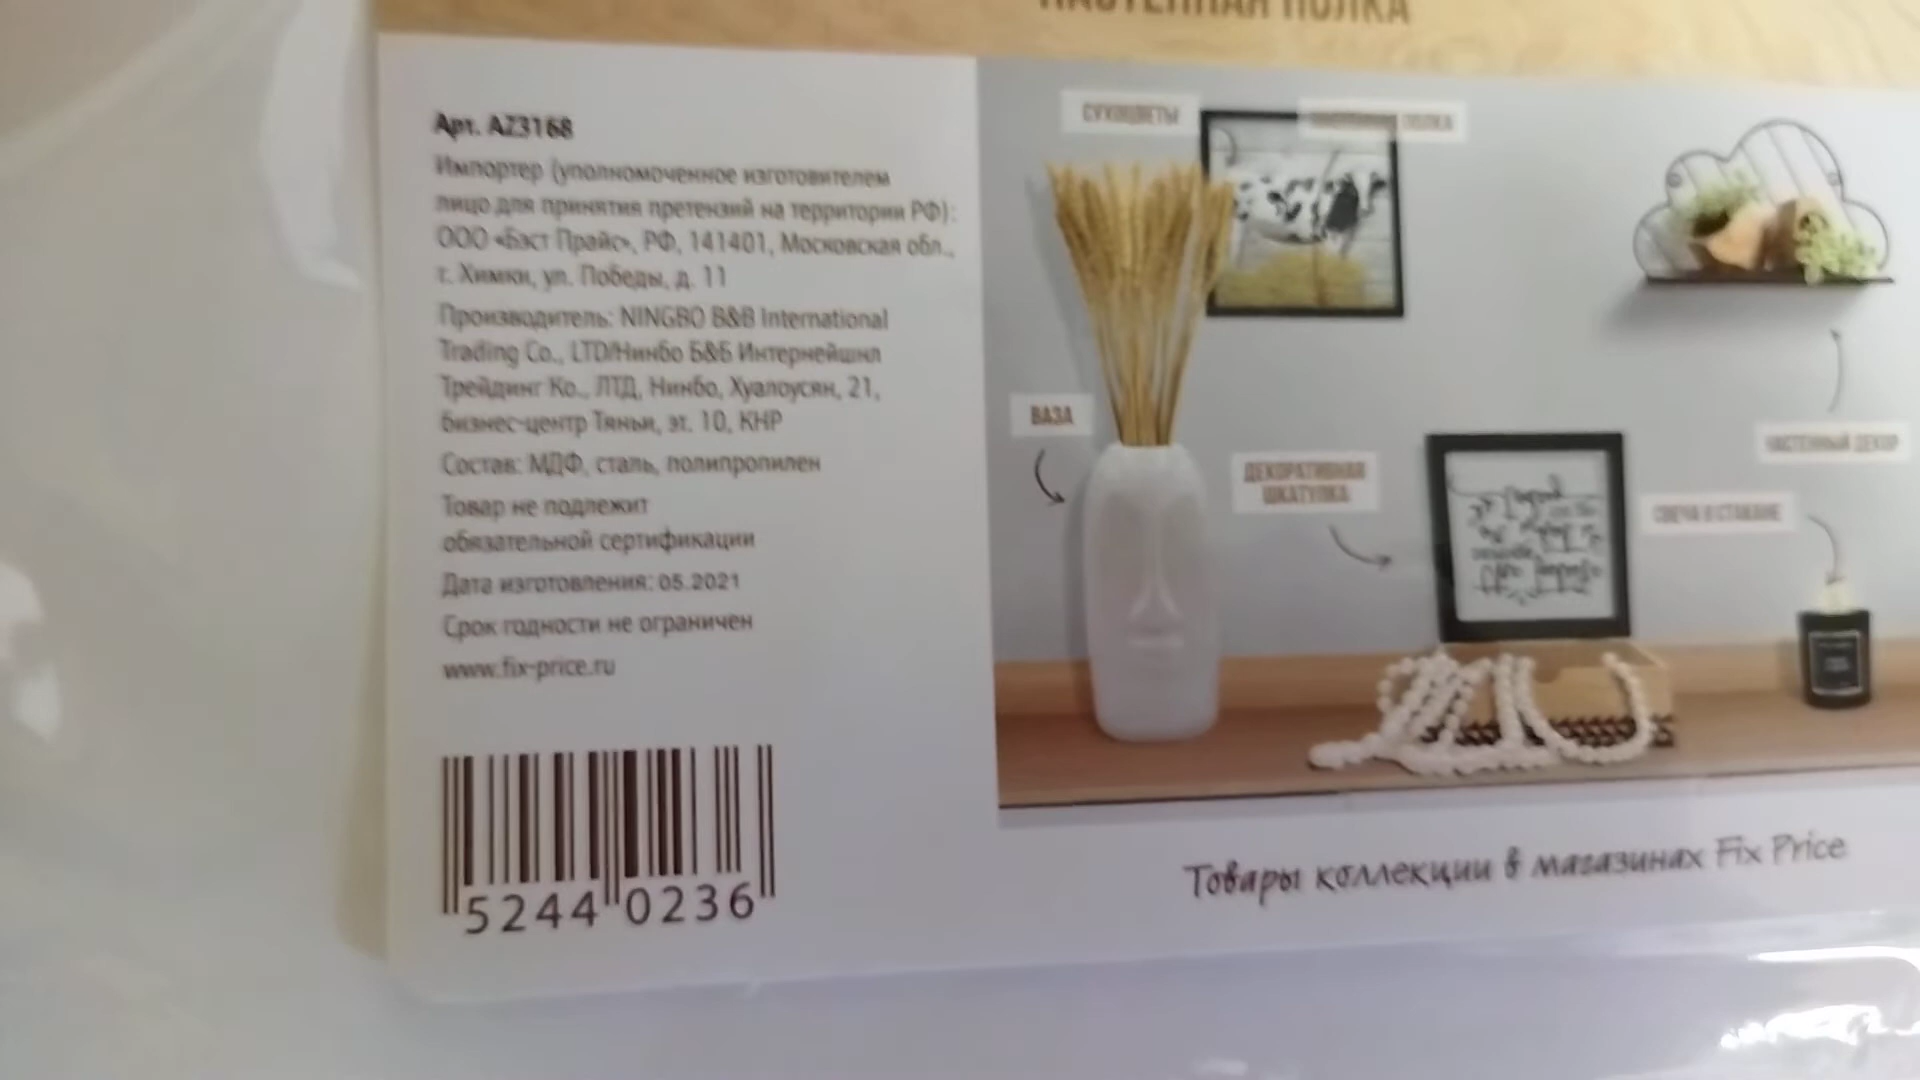 НАСТЕННАЯ ПОЛКА
Арт. AZ3168
Импортер (уполномоченное изготовителем
лицо для принятия претензий на территории РФ):
ООО «Бэст Прайс», РФ, 141401, Московская обл.,
г. Химки, ул. Победы, д. 11
Производитель: NINGBO B&B International
Trading Co., LTD/Нинбо Б&Б Интернейшнл
Трейдинг Ко., ЛТД, Нинбо, Хуалоусян, 21,
бизнес-центр Тяньи, эт. 10, КНР
Состав: МДФ, сталь, полипропилен
Товар не подлежит
обязательной сертификации
Дата изготовления: 05.2021
Срок годности не ограничен
www.fix-price.ru
5244 0236
СУХОЦВЕТЫ
ПОЛКА
ВАЗА
ДЕКОРАТИВНАЯ
ШКАТУЛКА
НАСТЕННЫЙ ДЕКОР
СВЕЧА В СТАКАНЕ
Товары коллекции в магазинах Fix Price